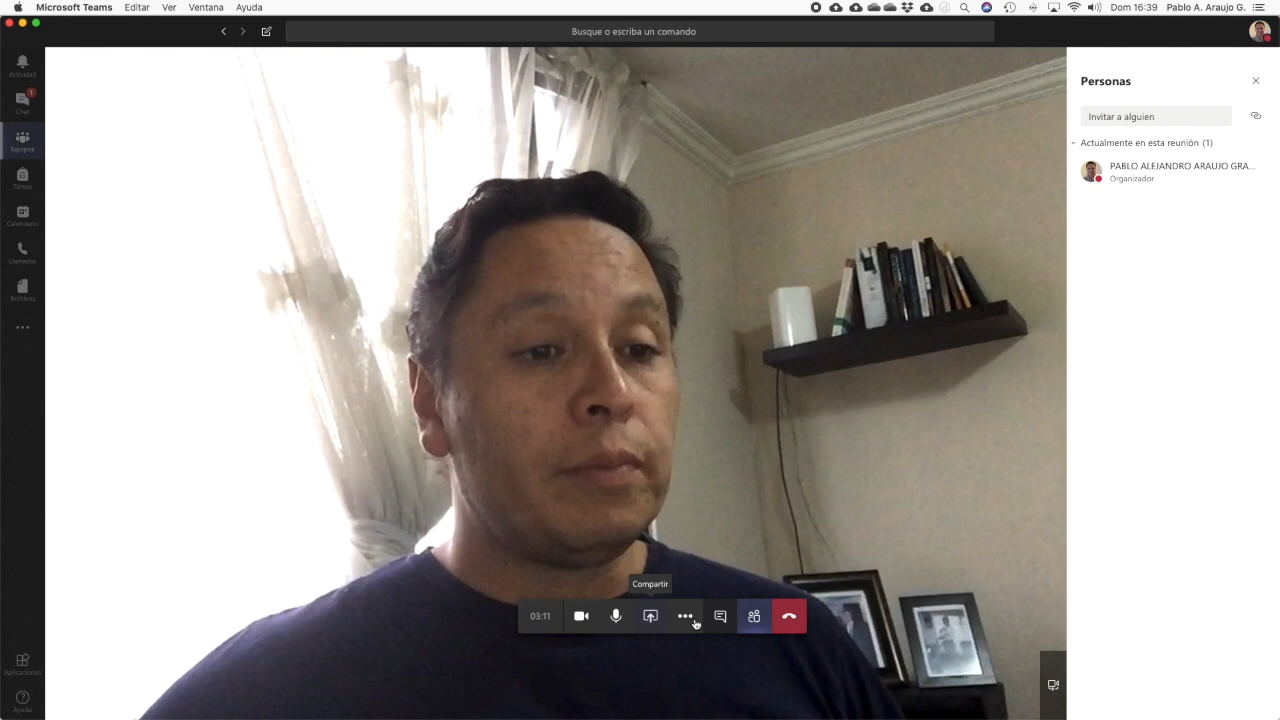 Microsoft Teams Editar Ver Ventana Ayuda Dom 16:39 Pablo A. Araujo G.
Busque o escriba un comando
Actividad
1
Chat
Equipos
Tareas
Calendario
Llamadas
Archivos
Aplicaciones
Ayuda
Compartir
03:11
Personas
Invitar a alguien
Actualmente en esta reunión (1)
PABLO ALEJANDRO ARAUJO GRA...
Organizador